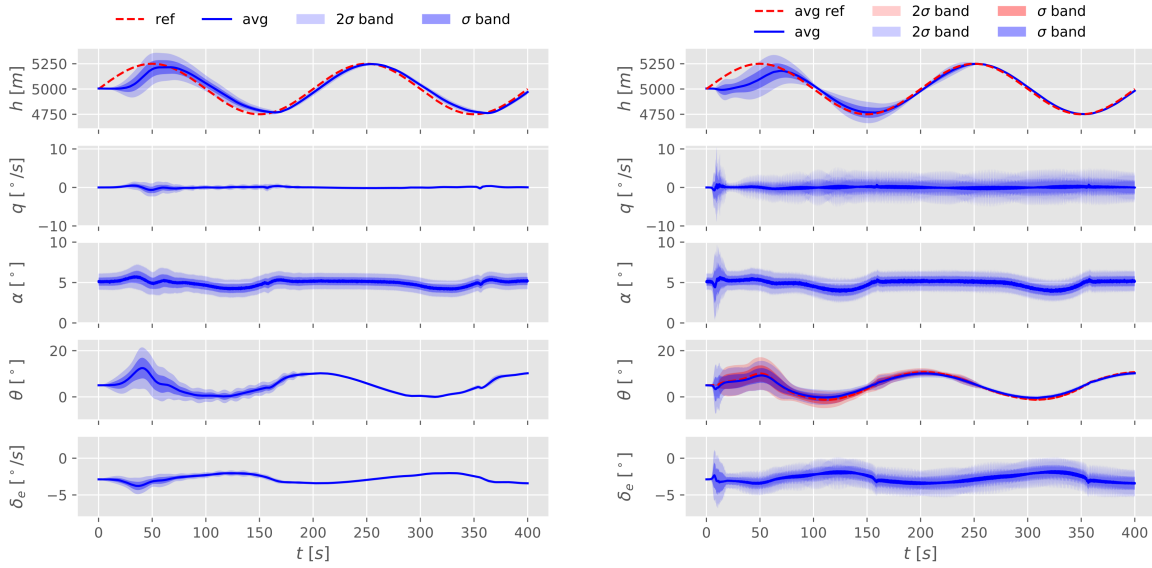 ref avg 2σ band σ band
5250
5000
4750
h [m]
10
0
−10
q [°/s]
10
5
0
α [°]
20
0
θ [°]
0
−5
δe [°/s]
0 50 100 150 200 250 300 350 400
t [s]
avg ref 2σ band σ band
avg 2σ band σ band
5250
5000
4750
h [m]
10
0
−10
q [°/s]
10
5
0
α [°]
20
0
θ [°]
0
−5
δe [°]
0 50 100 150 200 250 300 350 400
t [s]